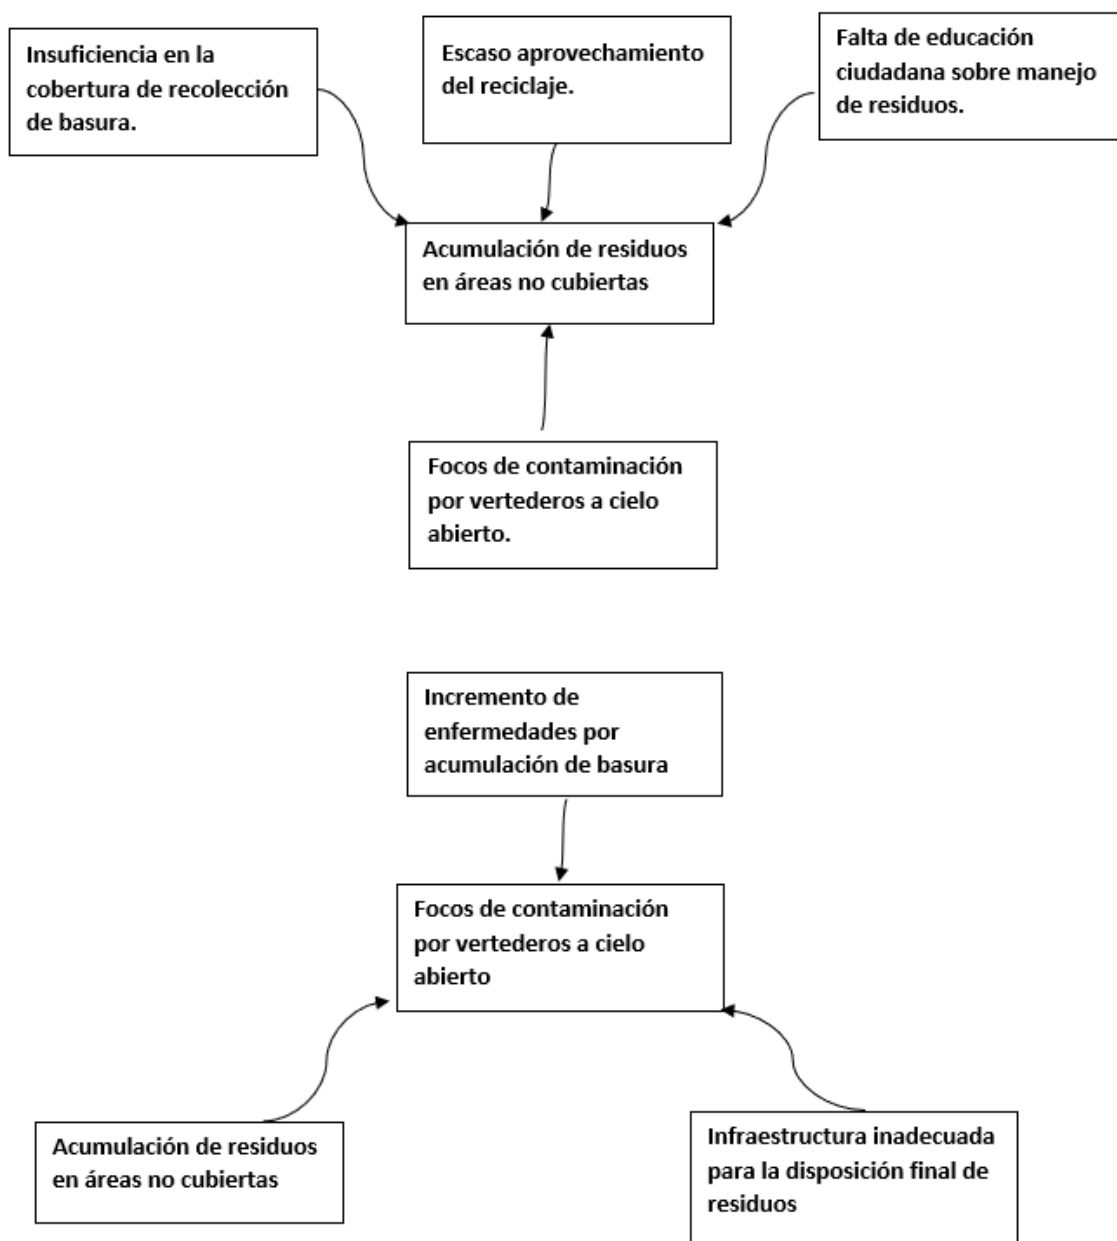 Insuficiencia en la
cobertura de recolección
de basura.
Escaso aprovechamiento
del reciclaje.
Falta de educación
ciudadana sobre manejo
de residuos.
Acumulación de residuos
en áreas no cubiertas
Focos de contaminación
por vertederos a cielo
abierto.
Incremento de
enfermedades por
acumulación de basura
Focos de contaminación
por vertederos a cielo
abierto
Acumulación de residuos
en áreas no cubiertas
Infraestructura inadecuada
para la disposición final de
residuos